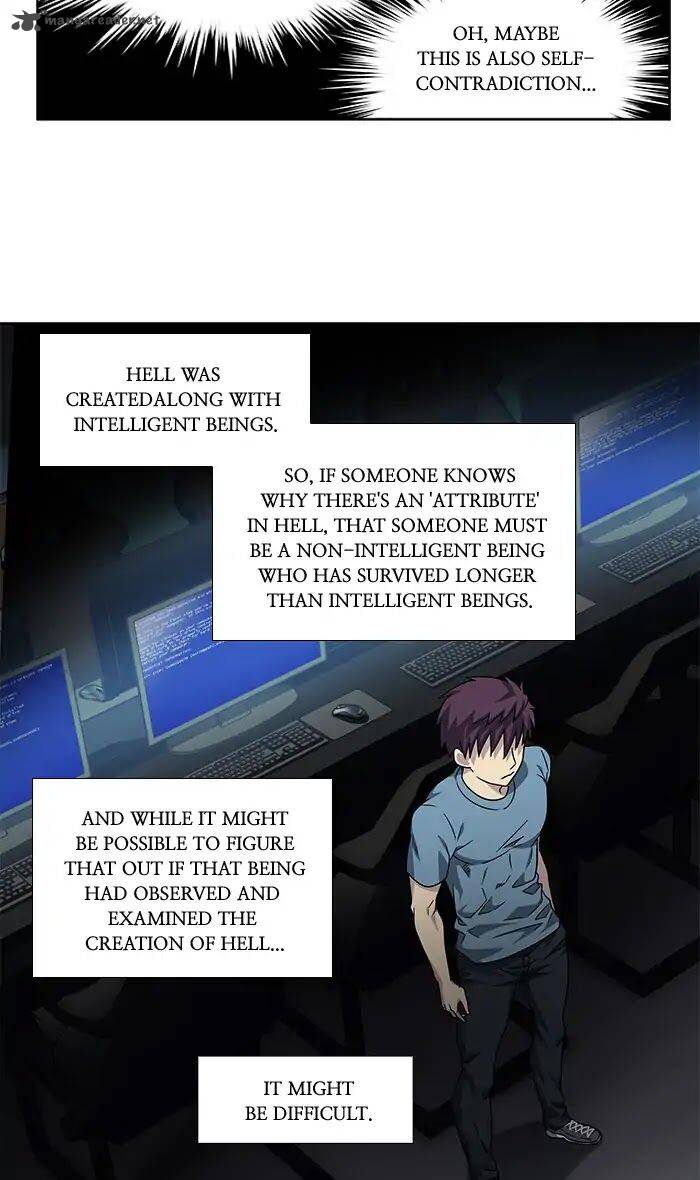 mangareader.net
OH, MAYBE
THIS IS ALSO SELF-
CONTRADICTION...
HELL WAS
CREATEDALONG WITH
INTELLIGENT BEINGS.
SO, IF SOMEONE KNOWS
WHY THERE'S AN 'ATTRIBUTE'
IN HELL, THAT SOMEONE MUST
BE A NON-INTELLIGENT BEING
WHO HAS SURVIVED LONGER
THAN INTELLIGENT BEINGS.
AND WHILE IT MIGHT
BE POSSIBLE TO FIGURE
THAT OUT IF THAT BEING
HAD OBSERVED AND
EXAMINED THE
CREATION OF HELL...
IT MIGHT
BE DIFFICULT.